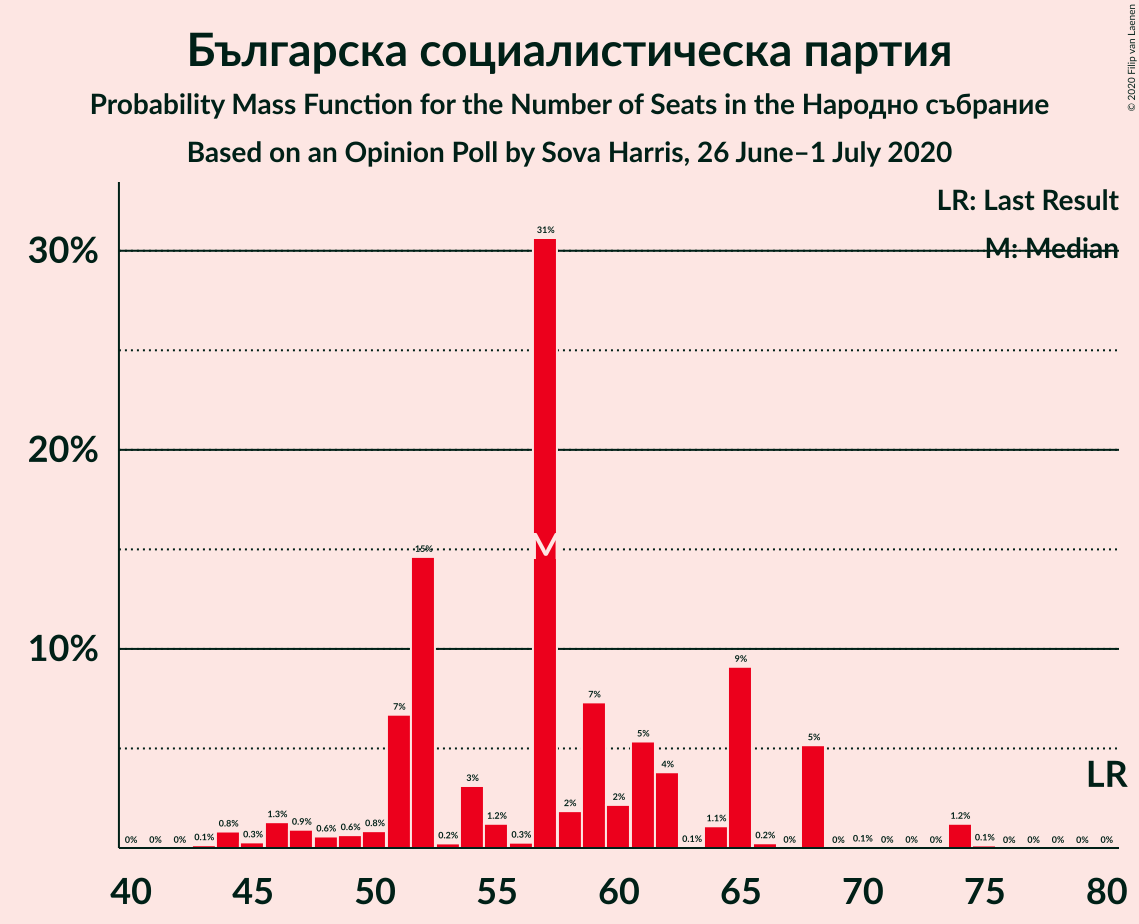 Българска социалистическа партия
© 2020 Filip van Laenen
Probability Mass Function for the Number of Seats in the Народно събрание
Based on an Opinion Poll by Sova Harris, 26 June–1 July 2020
LR: Last Result
M: Median
30%
20%
10%
0% 0% 0% 0.1% 0.8% 0.3% 1.3% 0.9% 0.6% 0.6% 0.8% 7% 15% 0.2% 3% 1.2% 0.3% 31% 2% 7% 2% 5% 4% 0.1% 1.1% 9% 0.2% 0% 5% 0% 0.1% 0% 0% 0% 1.2% 0.1% 0% 0% 0% 0% 0%
M
LR
40 45 50 55 60 65 70 75 80